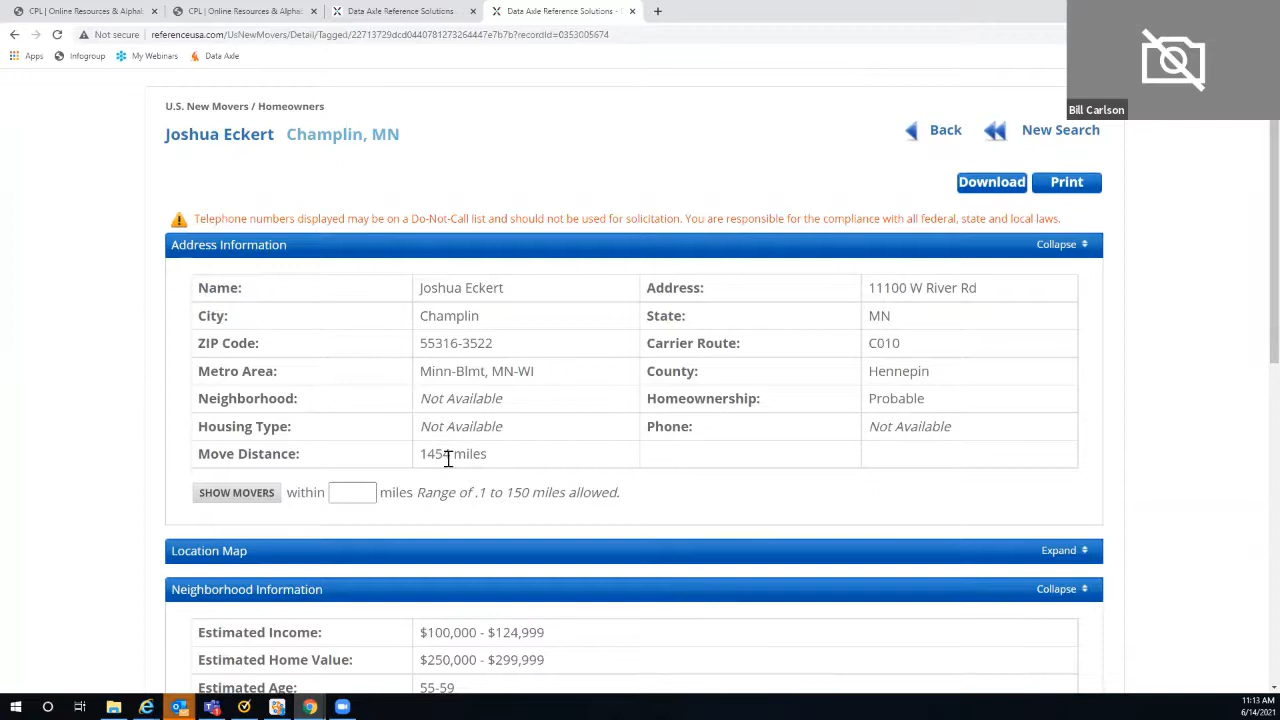 CPL | Online Resources & Alphab
CPL | Online Resources & Alphab
Data Axle Reference Solutions
Data Axle Reference Solutions - D
Not secure | referenceusa.com/UsNewMovers/Detail/Tagged/22713729dcd0440781273264447e7b7b?recordId=0353005674
Apps Infogroup My Webinars Data Axle
Bill Carlson
U.S. New Movers / Homeowners
Joshua Eckert Champlin, MN
Back New Search
Download Print
Telephone numbers displayed may be on a Do-Not-Call list and should not be used for solicitation. You are responsible for the compliance with all federal, state and local laws.
Address Information Collapse
Name: Joshua Eckert Address: 11100 W River Rd
City: Champlin State: MN
ZIP Code: 55316-3522 Carrier Route: C010
Metro Area: Minn-Blmt, MN-WI County: Hennepin
Neighborhood: Not Available Homeownership: Probable
Housing Type: Not Available Phone: Not Available
Move Distance: miles
SHOW MOVERS within miles Range of .1 to 150 miles allowed.
Location Map Expand
Neighborhood Information Collapse
Estimated Income: $100,000 - $124,999
Estimated Home Value: $250,000 - $299,999
Estimated Age: 55-59
11:13 AM
6/14/2021